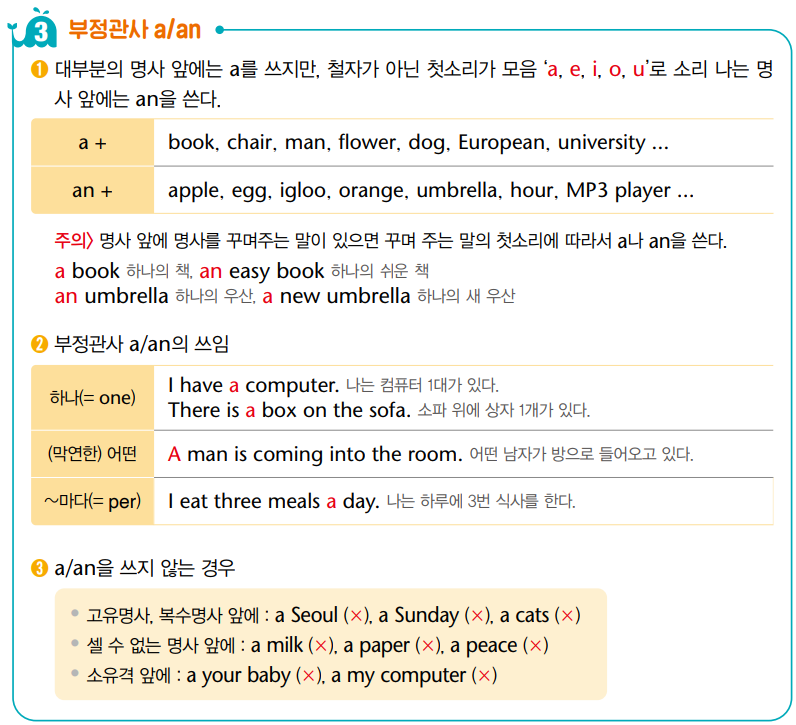 3 부정관사 a/an
❶ 대부분의 명사 앞에는 a를 쓰지만, 철자가 아닌 첫소리가 모음 ‘a, e, i, o, u’로 소리 나는 명
사 앞에는 an을 쓴다.
a + book, chair, man, flower, dog, European, university ...
an + apple, egg, igloo, orange, umbrella, hour, MP3 player ...
주의> 명사 앞에 명사를 꾸며주는 말이 있으면 꾸며 주는 말의 첫소리에 따라서 a나 an을 쓴다.
a book 하나의 책, an easy book 하나의 쉬운 책
an umbrella 하나의 우산, a new umbrella 하나의 새 우산
❷ 부정관사 a/an의 쓰임
하나(= one)
I have a computer. 나는 컴퓨터 1대가 있다.
There is a box on the sofa. 소파 위에 상자 1개가 있다.
(막연한) 어떤 A man is coming into the room. 어떤 남자가 방으로 들어오고 있다.
~마다(= per) I eat three meals a day. 나는 하루에 3번 식사를 한다.
❸ a/an을 쓰지 않는 경우
• 고유명사, 복수명사 앞에 : a Seoul (×), a Sunday (×), a cats (×)
• 셀 수 없는 명사 앞에 : a milk (×), a paper (×), a peace (×)
• 소유격 앞에 : a your baby (×), a my computer (×)